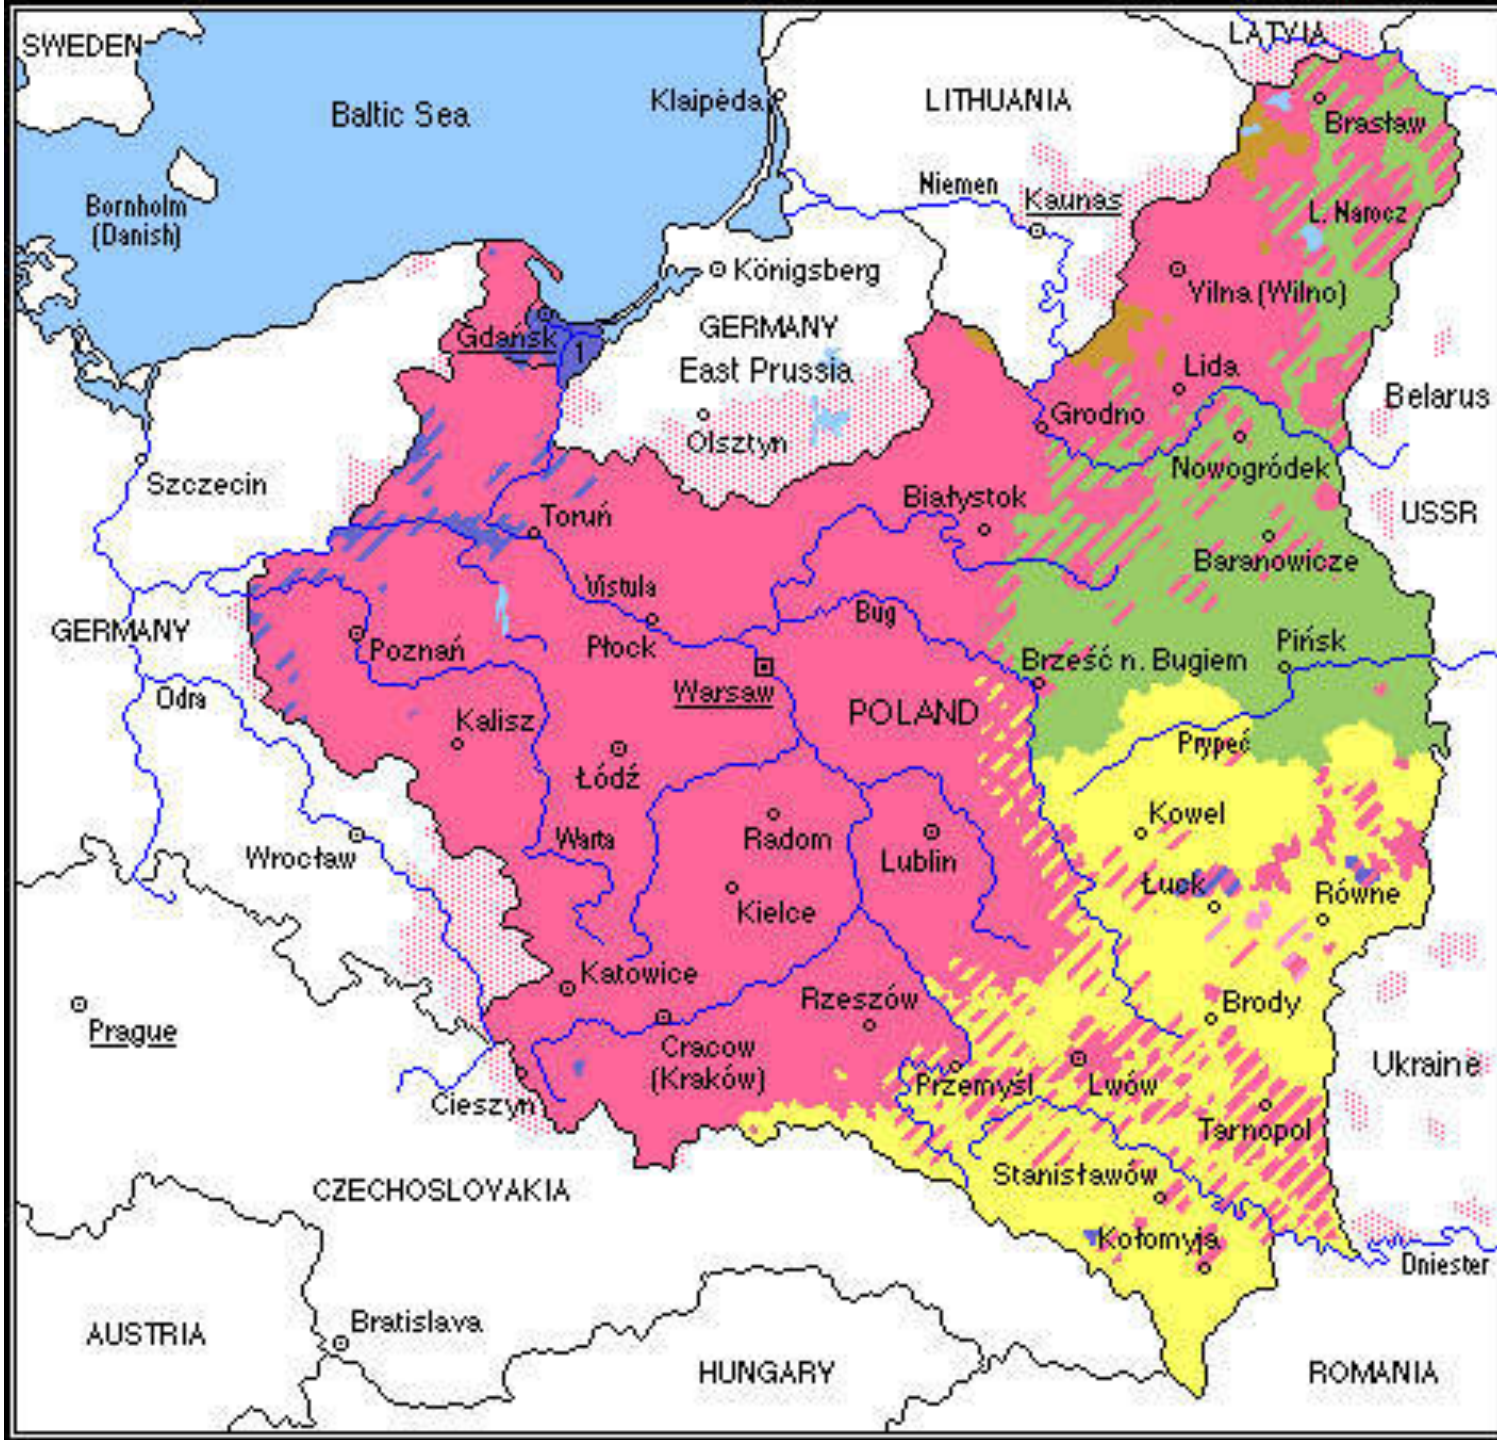 SWEDEN
LATVIA
Baltic Sea
Klaipėda
LITHUANIA
Brasław
Bornholm
(Danish)
Niemen
Kaunas
L. Narocz
Königsberg
Vilna (Wilno)
GERMANY
East Prussia
Gdańsk
1
Lida
Belarus
Grodno
Olsztyn
Nowogródek
Szczecin
Białystok
Toruń
USSR
Baranowicze
Vistula
Bug
GERMANY
Poznań
Płock
Pińsk
Brześć n. Bugiem
Warsaw
Odra
Kalisz
POLAND
Prypeć
Łódź
Kowel
Warta
Radom
Lublin
Wrocław
Łuck
Równe
Kielce
Katowice
Rzeszów
Brody
Prague
Cracow
(Kraków)
Ukraine
Przemyśl
Lwów
Cieszyn
Tarnopol
CZECHOSLOVAKIA
Stanisławów
Kołomyja
Dniester
Bratislava
AUSTRIA
HUNGARY
ROMANIA